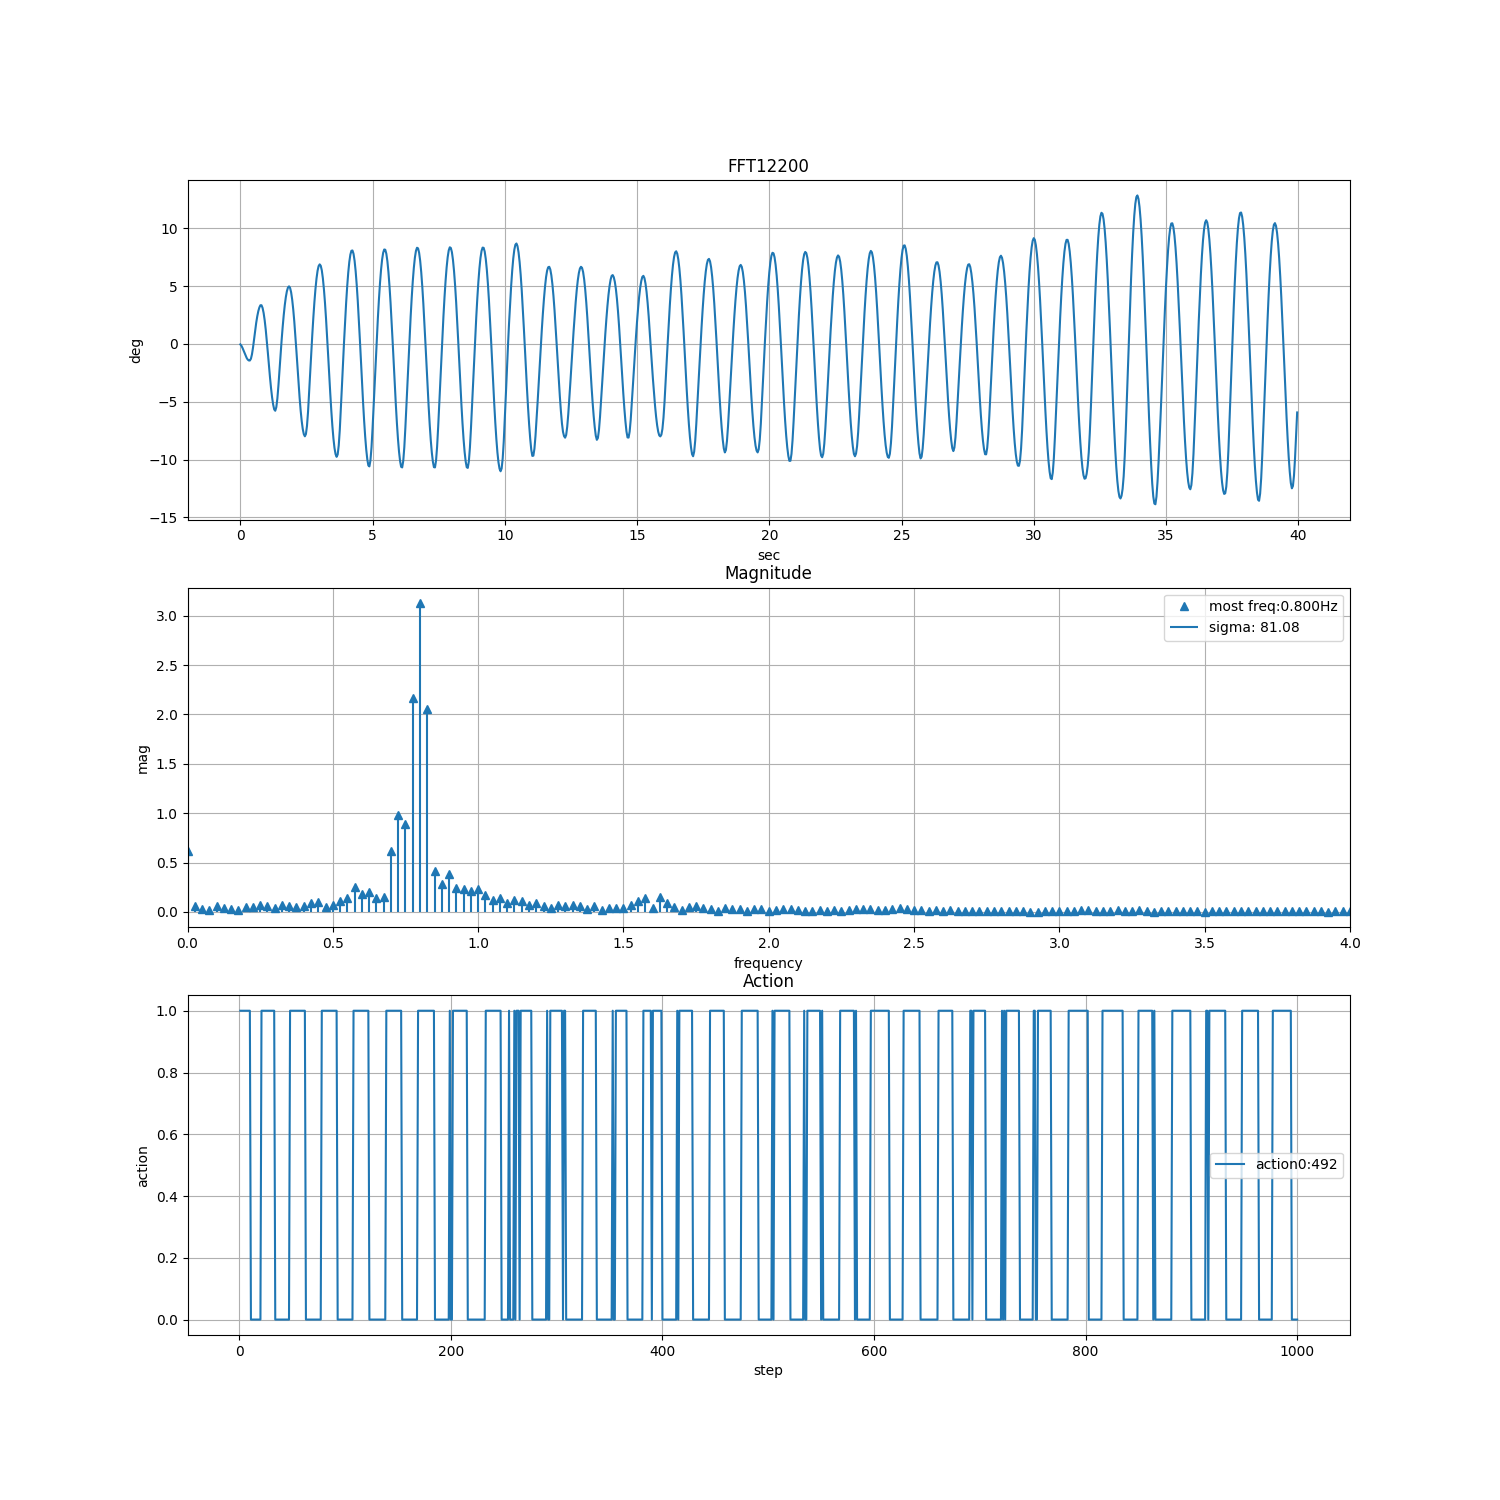 FFT12200
10
5
0
−5
−10
−15
deg
0 5 10 15 20 25 30 35 40
sec
Magnitude
3.0
2.5
2.0
1.5
1.0
0.5
0.0
mag
most freq:0.800Hz
sigma: 81.08
0.0 0.5 1.0 1.5 2.0 2.5 3.0 3.5 4.0
frequency
Action
1.0
0.8
0.6
0.4
0.2
0.0
action
action0:492
0 200 400 600 800 1000
step